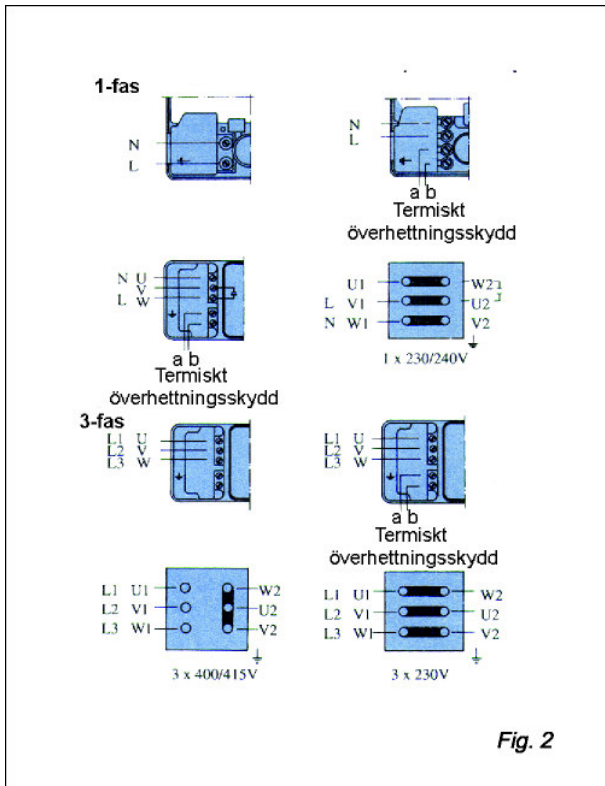 1-fas
N
L
N
L
a b
Termiskt
överhettningsskydd
N U
V
L W
a b
Termiskt
överhettningsskydd
U1 W2
L V1 U2
N W1 V2
1 x 230/240V
3-fas
L1 U
L2 V
L3 W
L1 U
L2 V
L3 W
a b
Termiskt
överhettningsskydd
L1 U1 W2
L2 V1 U2
L3 W1 V2
3 x 400/415V
L1 U1 W2
L2 V1 U2
L3 W1 V2
3 x 230V
Fig. 2